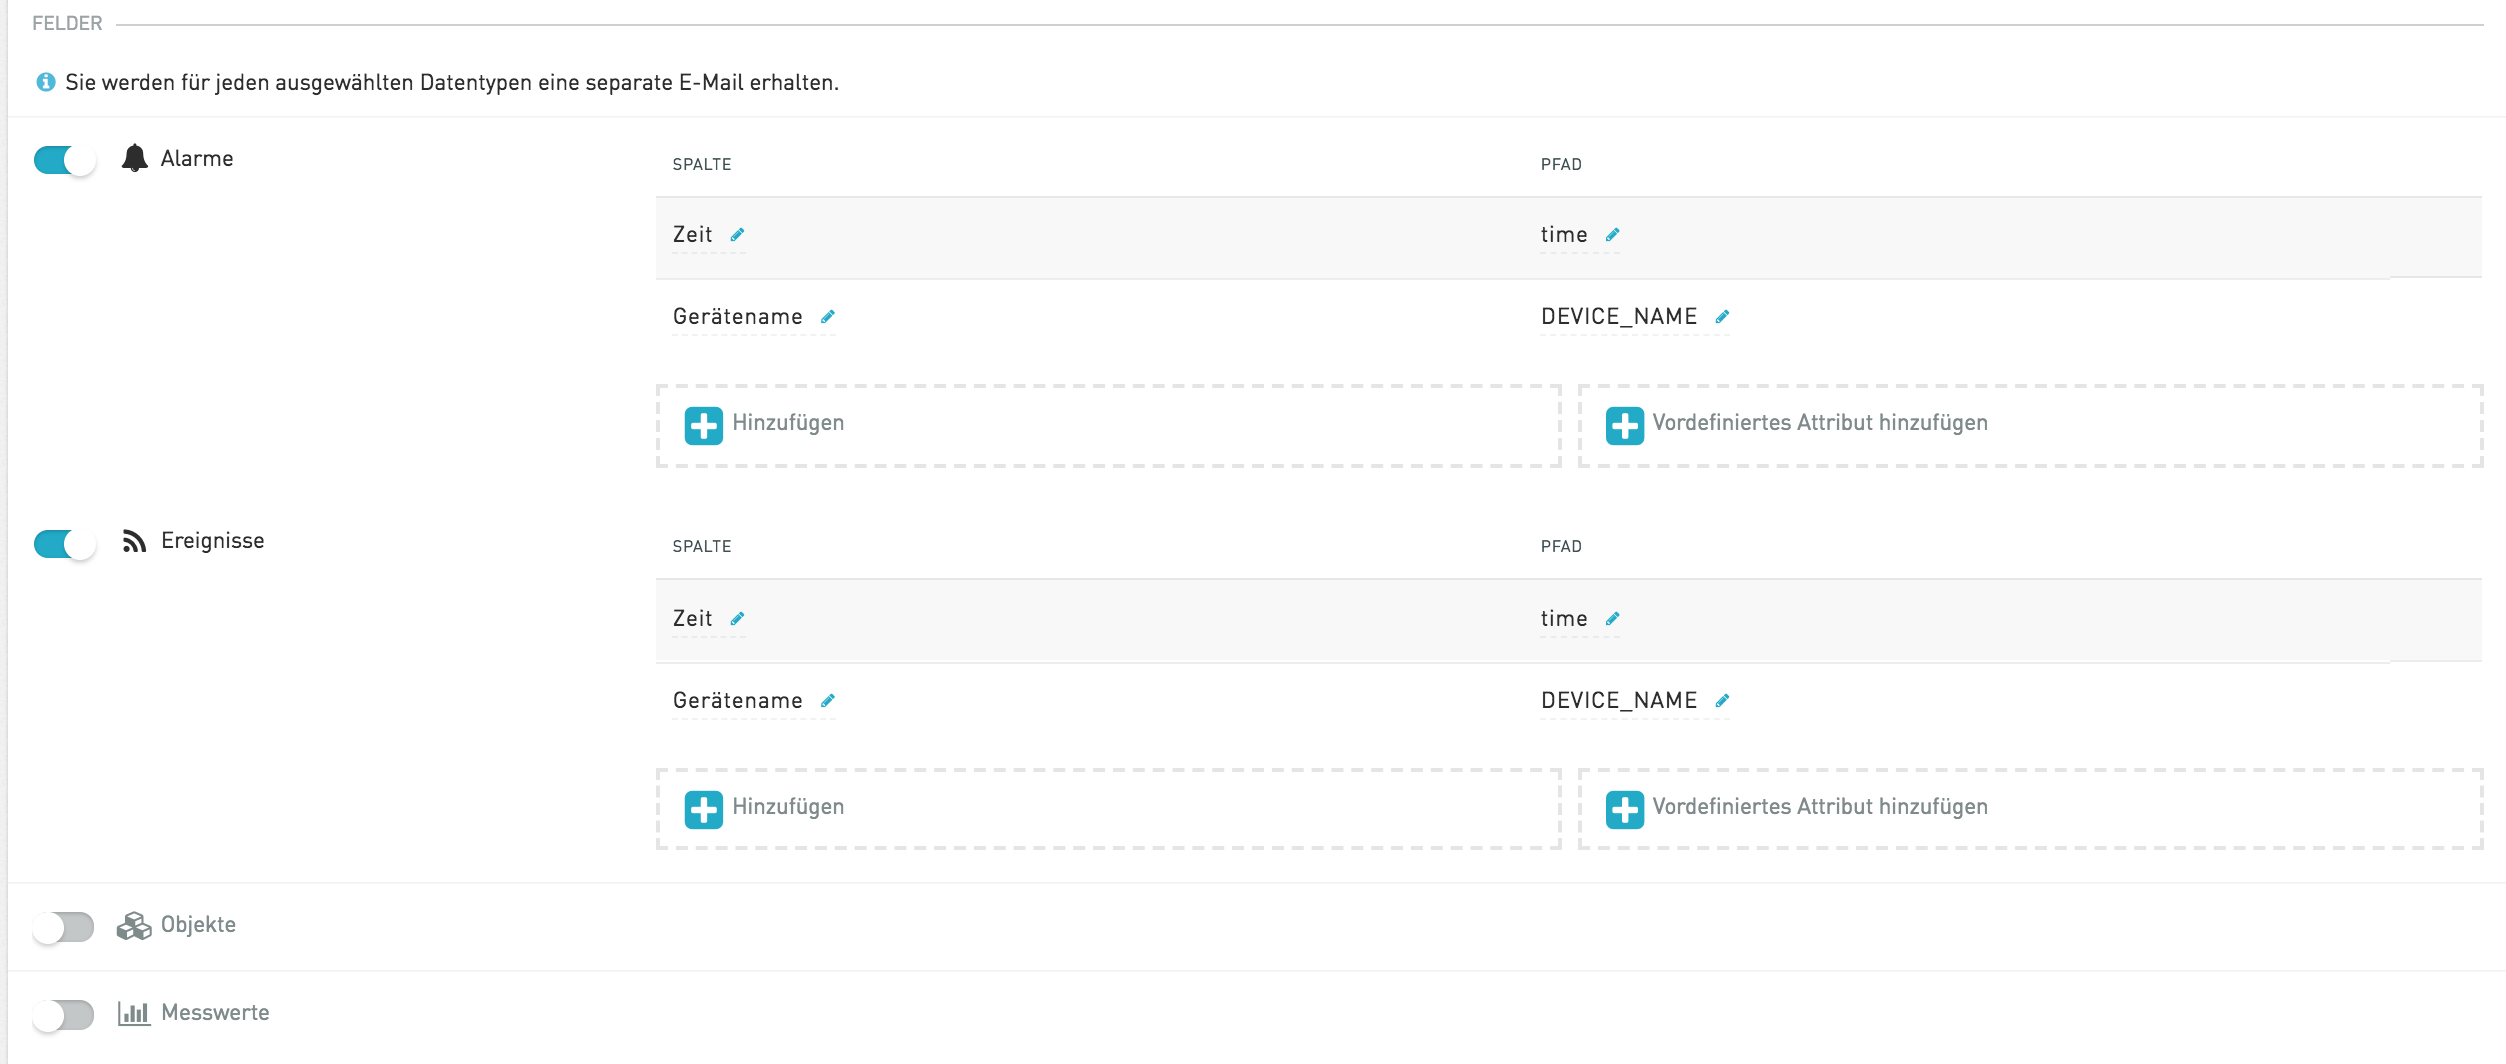 FELDER
Sie werden für jeden ausgewählten Datentypen eine separate E-Mail erhalten.
Alarme
SPALTE PFAD
Zeit time
Gerätename DEVICE_NAME
Hinzufügen Vordefiniertes Attribut hinzufügen
Ereignisse
SPALTE PFAD
Zeit time
Gerätename DEVICE_NAME
Hinzufügen Vordefiniertes Attribut hinzufügen
Objekte
Messwerte